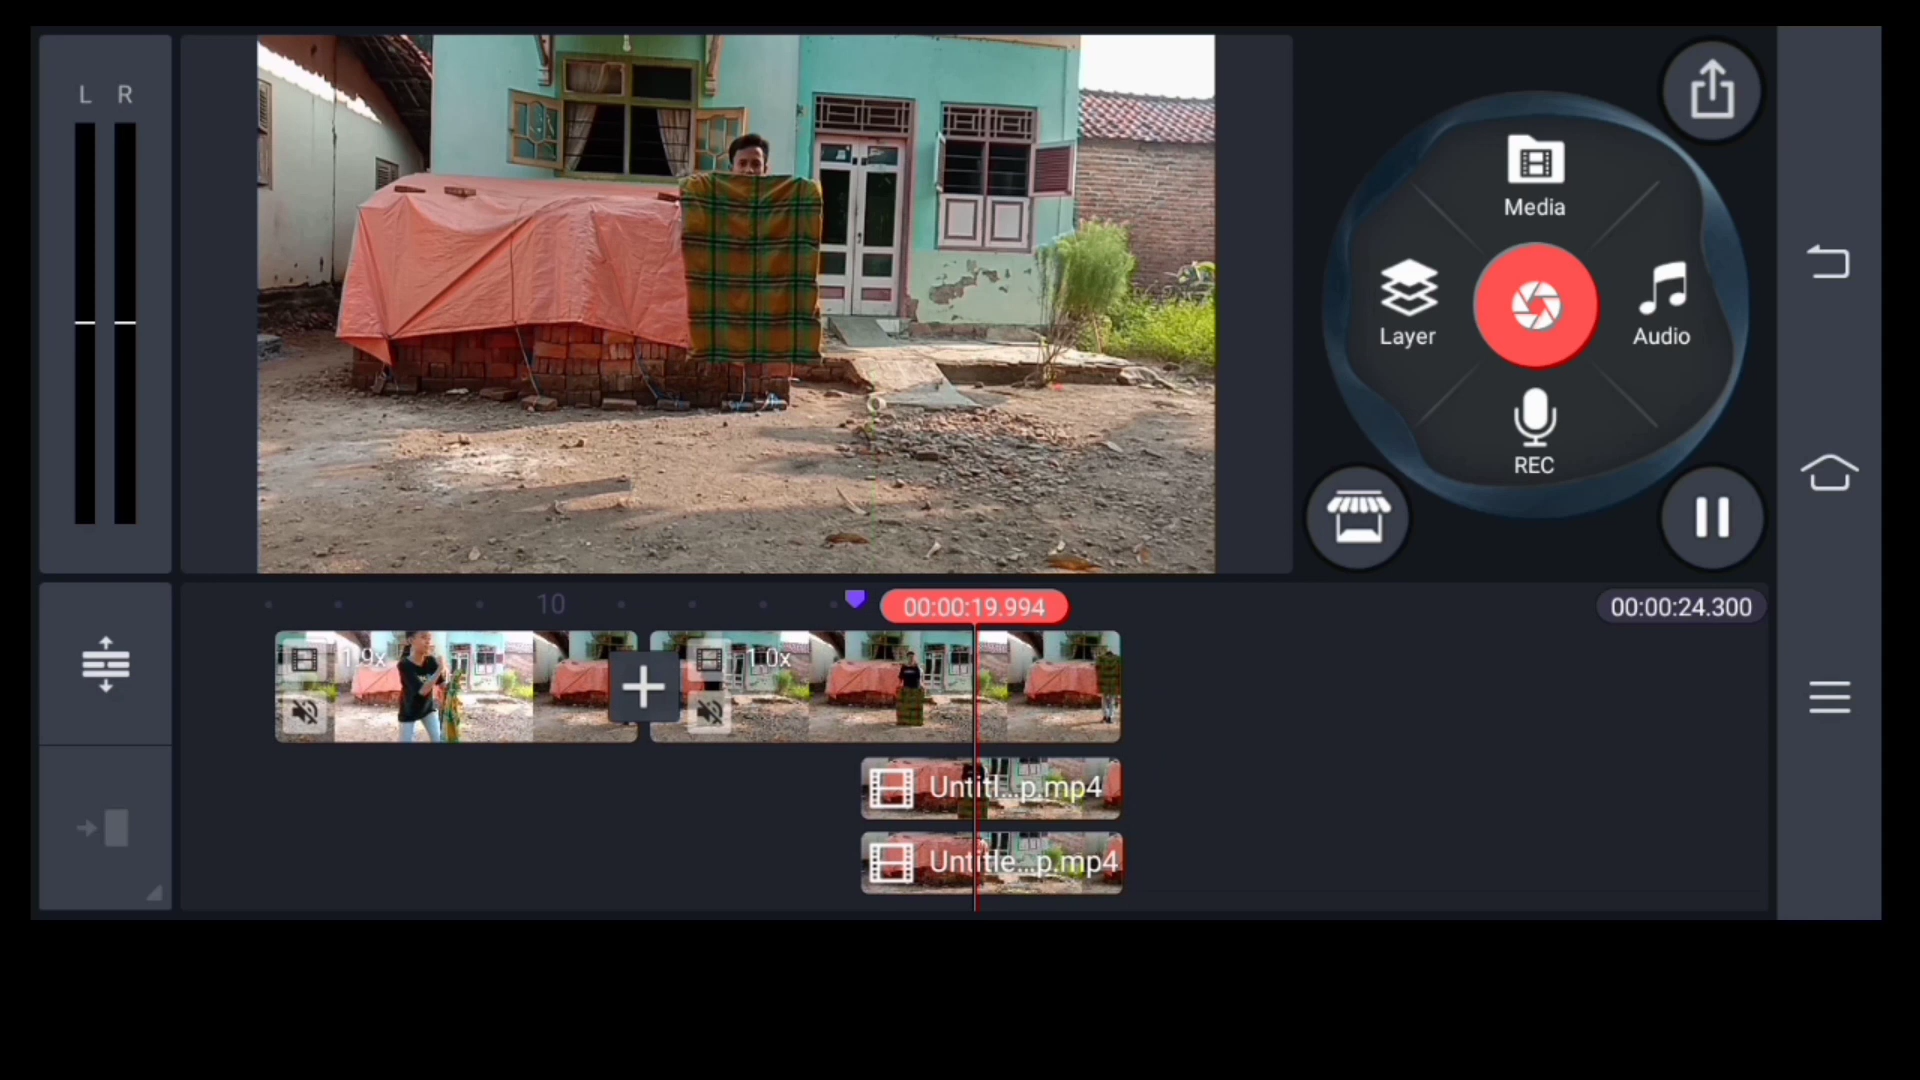 L R
Media
Layer
Audio
REC
10
00:00:19.994
00:00:24.300
1.9x
1.0x
Untitl...p.mp4
Untitle...p.mp4